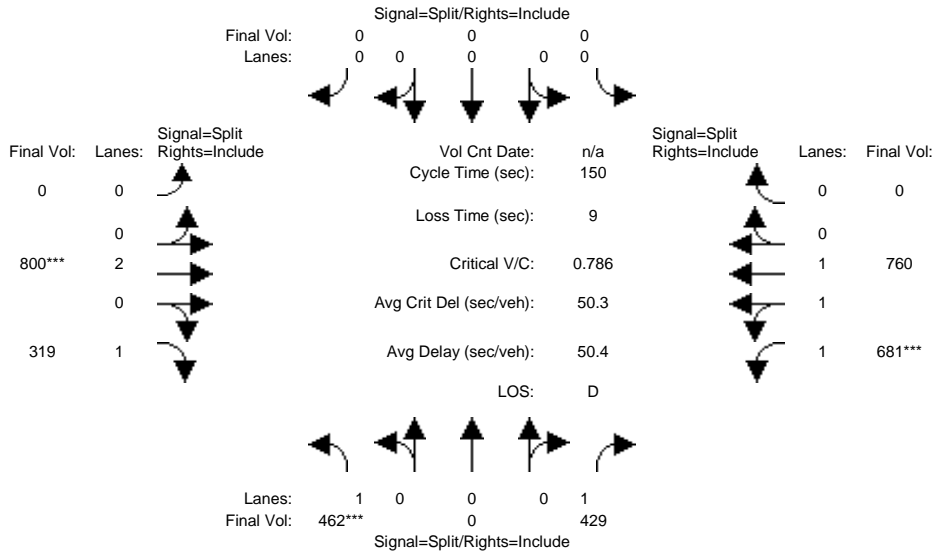 Signal=Split/Rights=Include
Final Vol: 0 0 0
Lanes: 0 0 0 0 0
Signal=Split
Final Vol: Lanes: Rights=Include
Vol Cnt Date: n/a
Signal=Split
Rights=Include Lanes: Final Vol:
Cycle Time (sec): 150
0 0
0 0
Loss Time (sec): 9
0
0
800*** 2
Critical V/C: 0.786
1 760
0
Avg Crit Del (sec/veh): 50.3
1
319 1
Avg Delay (sec/veh): 50.4
1 681***
LOS: D
Lanes: 1 0 0 0 1
Final Vol: 462*** 0 429
Signal=Split/Rights=Include